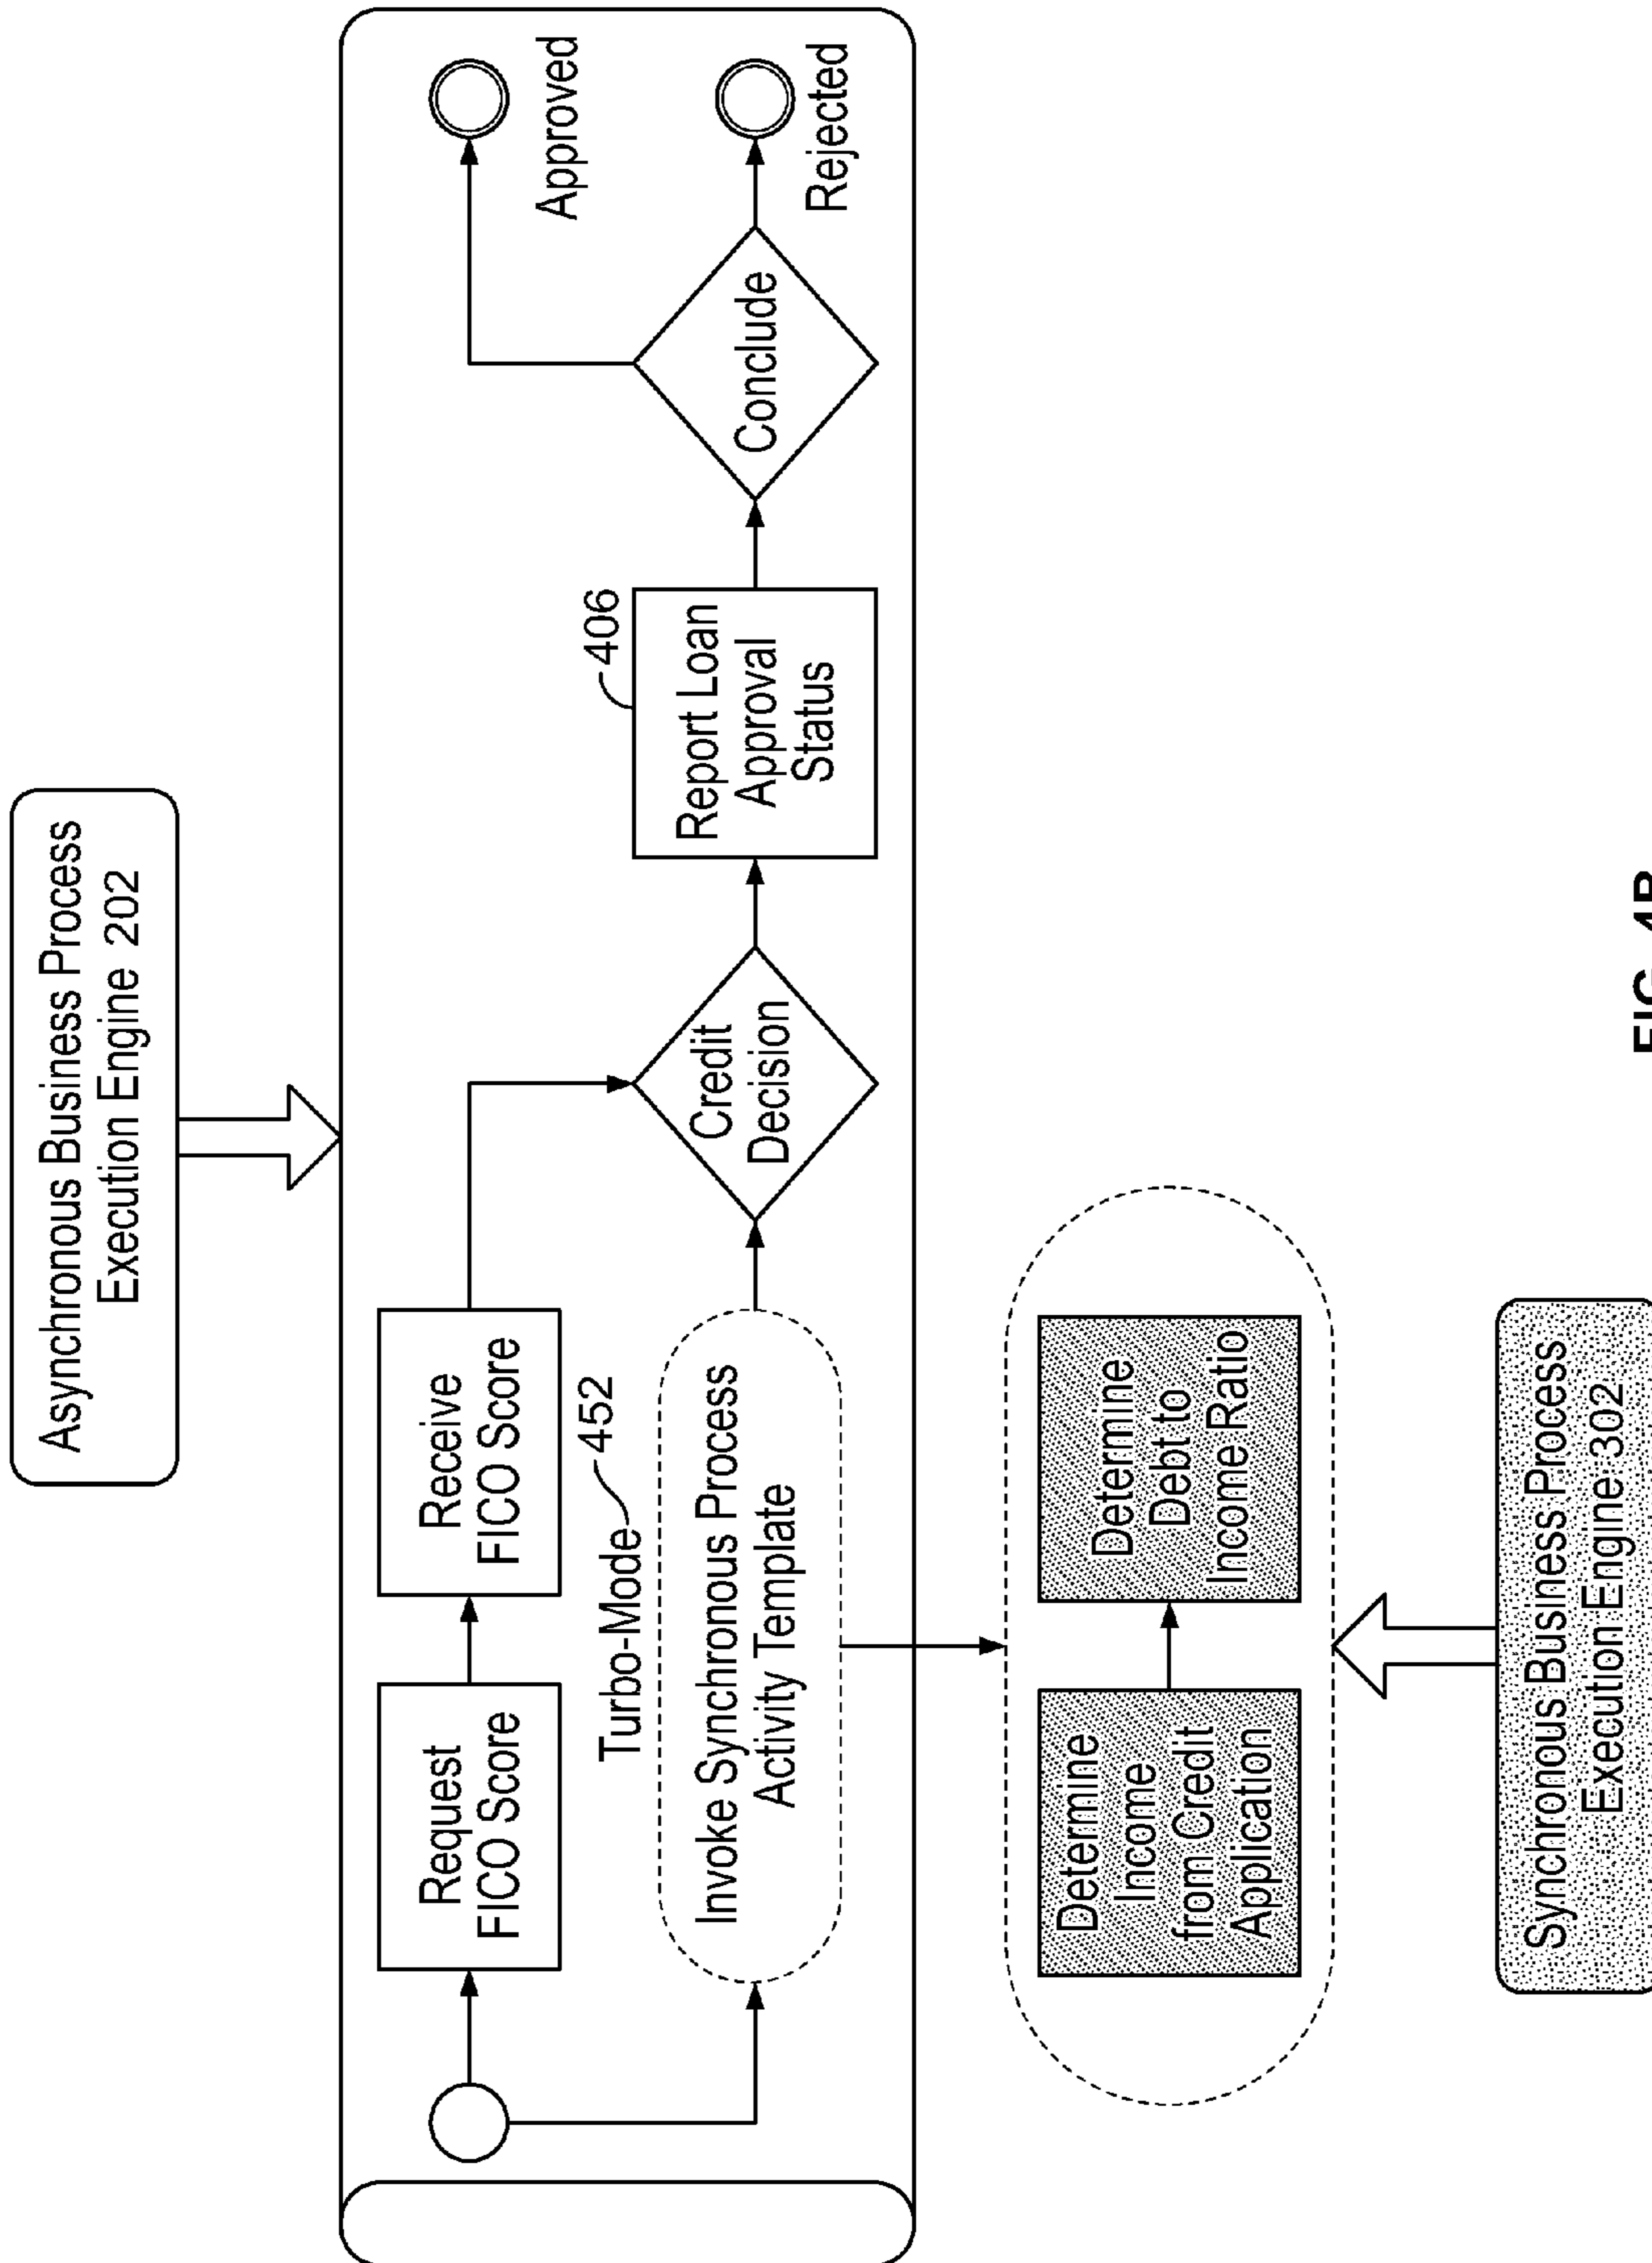 Asynchronous Business Process
Execution Engine 202
Request
FICO Score
Receive
FICO Score
Approved
Turbo-Mode
452
406
Invoke Synchronous Process
Activity Template
Credit
Decision
Report Loan
Approval
Status
Conclude
Rejected
Determine
Income
from Credit
Application
Determine
Debt to
Income Ratio
Synchronous Business Process
Execution Engine 302
FIG. 4B